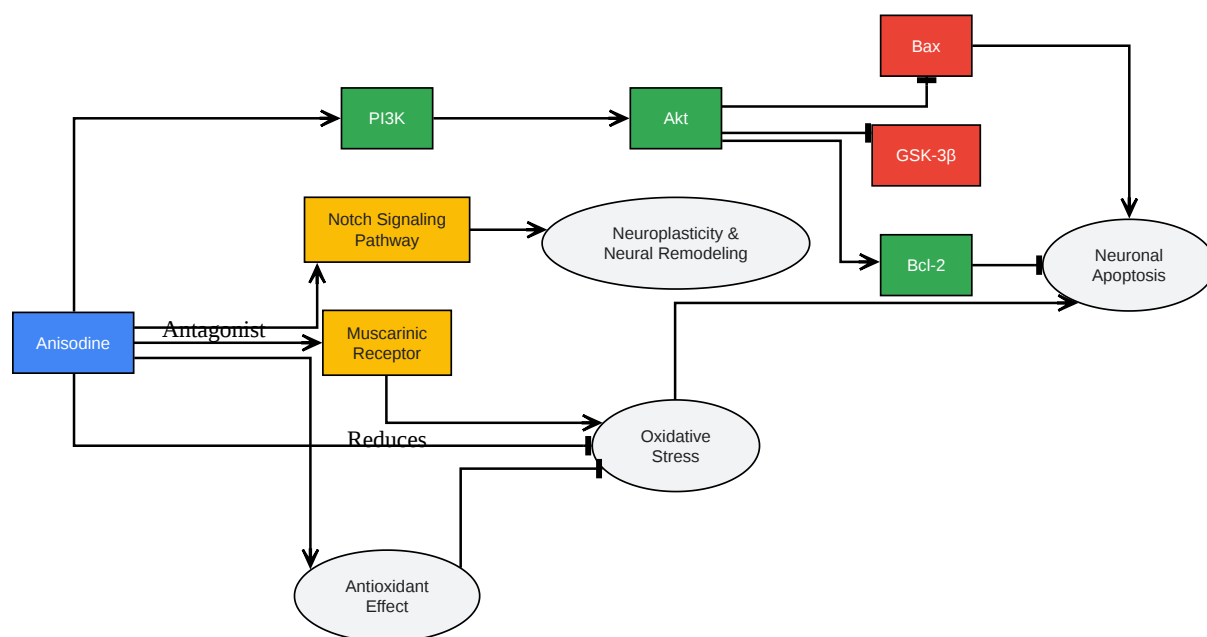 Bax
PI3K
Akt
GSK-3β
Notch Signaling
Pathway
Neuroplasticity &
Neural Remodeling
Bcl-2
Neuronal
Apoptosis
Anisodine
Antagonist
Muscarinic
Receptor
Reduces
Oxidative
Stress
Antioxidant
Effect